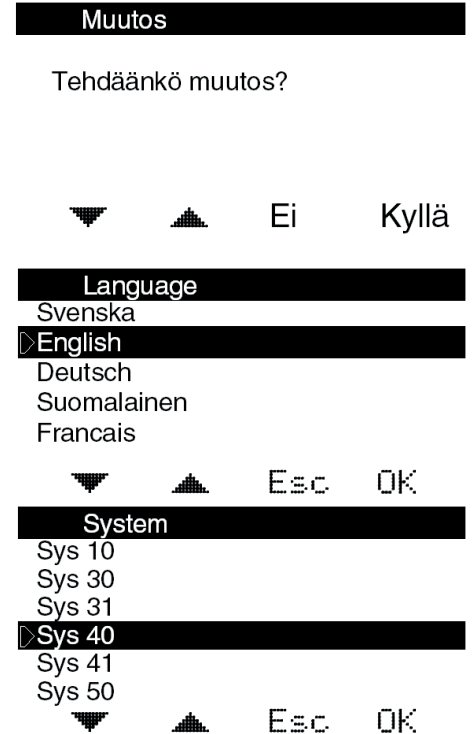 Muutos
Tehdäänkö muutos?
Ei Kyllä
Language
Svenska
English
Deutsch
Suomalainen
Francais
Esc OK
System
Sys 10
Sys 30
Sys 31
Sys 40
Sys 41
Sys 50
Esc OK